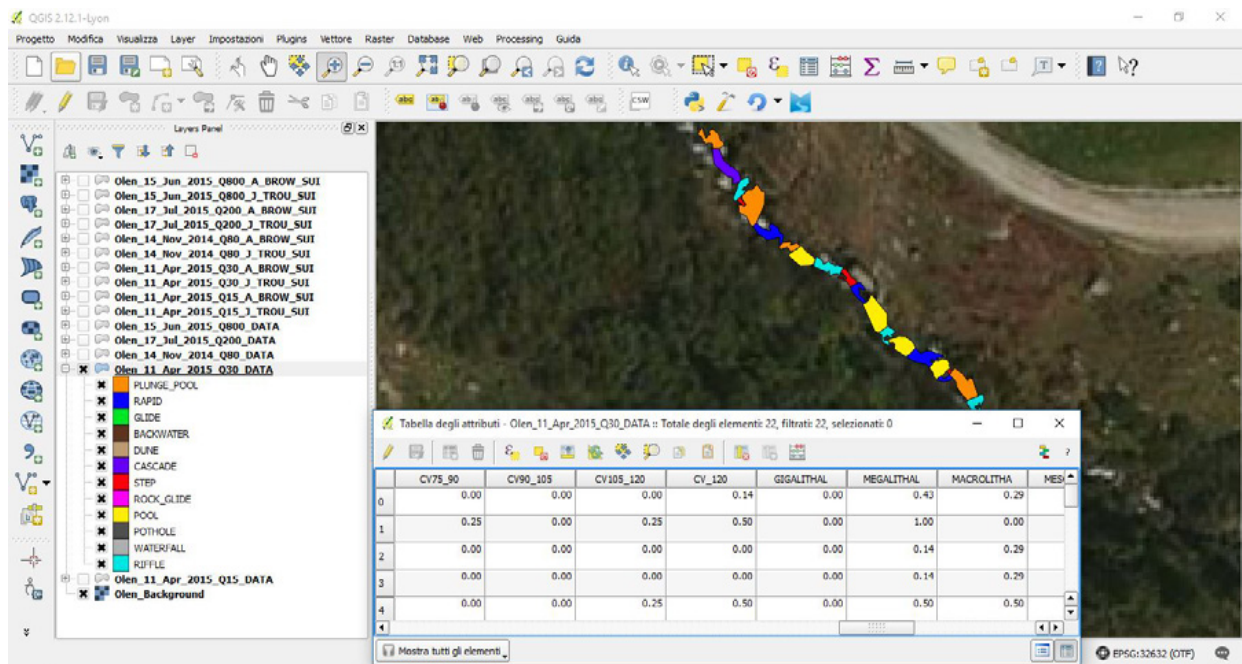 QGIS 2.12.1-Lyon
Progetto Modifica Visualizza Layer Impostazioni Plugins Vettore Raster Database Web Processing Guida
Layers Panel
Olen_15_Jun_2015_Q800_A_BROW_SUI
Olen_15_Jun_2015_Q800_J_TROU_SUI
Olen_17_Jul_2015_Q200_A_BROW_SUI
Olen_17_Jul_2015_Q200_J_TROU_SUI
Olen_14_Nov_2014_Q80_A_BROW_SUI
Olen_14_Nov_2014_Q80_J_TROU_SUI
Olen_11_Apr_2015_Q30_A_BROW_SUI
Olen_11_Apr_2015_Q30_J_TROU_SUI
Olen_11_Apr_2015_Q15_A_BROW_SUI
Olen_11_Apr_2015_Q15_J_TROU_SUI
Olen_15_Jun_2015_Q800_DATA
Olen_17_Jul_2015_Q200_DATA
Olen_14_Nov_2014_Q80_DATA
Olen_11_Apr_2015_Q30_DATA
PLUNGE_POOL
RAPID
GLIDE
BACKWATER
DUNE
CASCADE
STEP
ROCK_GLIDE
POOL
POTHOLE
WATERFALL
RIFFLE
Olen_11_Apr_2015_Q15_DATA
Olen_Background
Tabella degli attributi - Olen_11_Apr_2015_Q30_DATA :: Totale degli elementi: 22, filtrati: 22, selezionati: 0
CV75_90 CV90_105 CV105_120 CV_120 GIGALITHAL MEGALITHAL MACROLITHA MES
0 0.00 0.00 0.00 0.14 0.00 0.43 0.29
1 0.25 0.00 0.25 0.50 0.00 1.00 0.00
2 0.00 0.00 0.00 0.00 0.00 0.14 0.29
3 0.00 0.00 0.00 0.00 0.00 0.14 0.29
4 0.00 0.00 0.25 0.50 0.00 0.50 0.50
Mostra tutti gli elementi
EPSG:32632 (OTF)